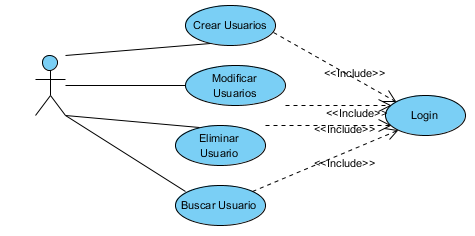 Crear Usuarios
<<Include>>
Modificar
Usuarios
<<Include>>
Login
<<Include>>
Eliminar
Usuario
<<Include>>
Buscar Usuario